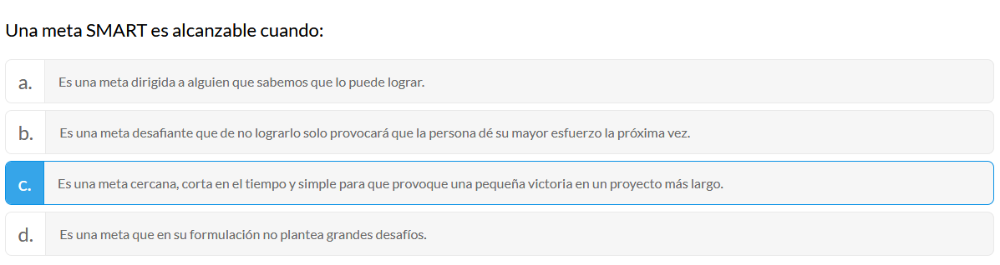 Una meta SMART es alcanzable cuando:
a. Es una meta dirigida a alguien que sabemos que lo puede lograr.
b. Es una meta desafiante que de no lograrlo solo provocará que la persona dé su mayor esfuerzo la próxima vez.
c. Es una meta cercana, corta en el tiempo y simple para que provoque una pequeña victoria en un proyecto más largo.
d. Es una meta que en su formulación no plantea grandes desafíos.